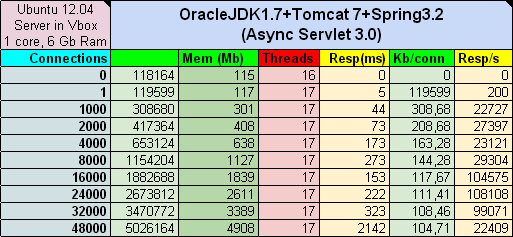 Ubuntu 12.04
Server in Vbox
1 core, 6 Gb Ram
OracleJDK1.7+Tomcat 7+Spring3.2
(Async Servlet 3.0)
Connections Mem (Mb) Threads Resp(ms) Kb/conn Resp/s
0 118164 115 16 0 0 0
1 119599 117 17 5 119599 200
1000 308680 301 17 44 308,68 22727
2000 417364 408 17 73 208,68 27397
4000 653124 638 17 173 163,28 23121
8000 1154204 1127 17 273 144,28 29304
16000 1882688 1839 17 153 117,67 104575
24000 2673812 2611 17 222 111,41 108108
32000 3470772 3389 17 323 108,46 99071
48000 5026164 4908 17 2142 104,71 22409